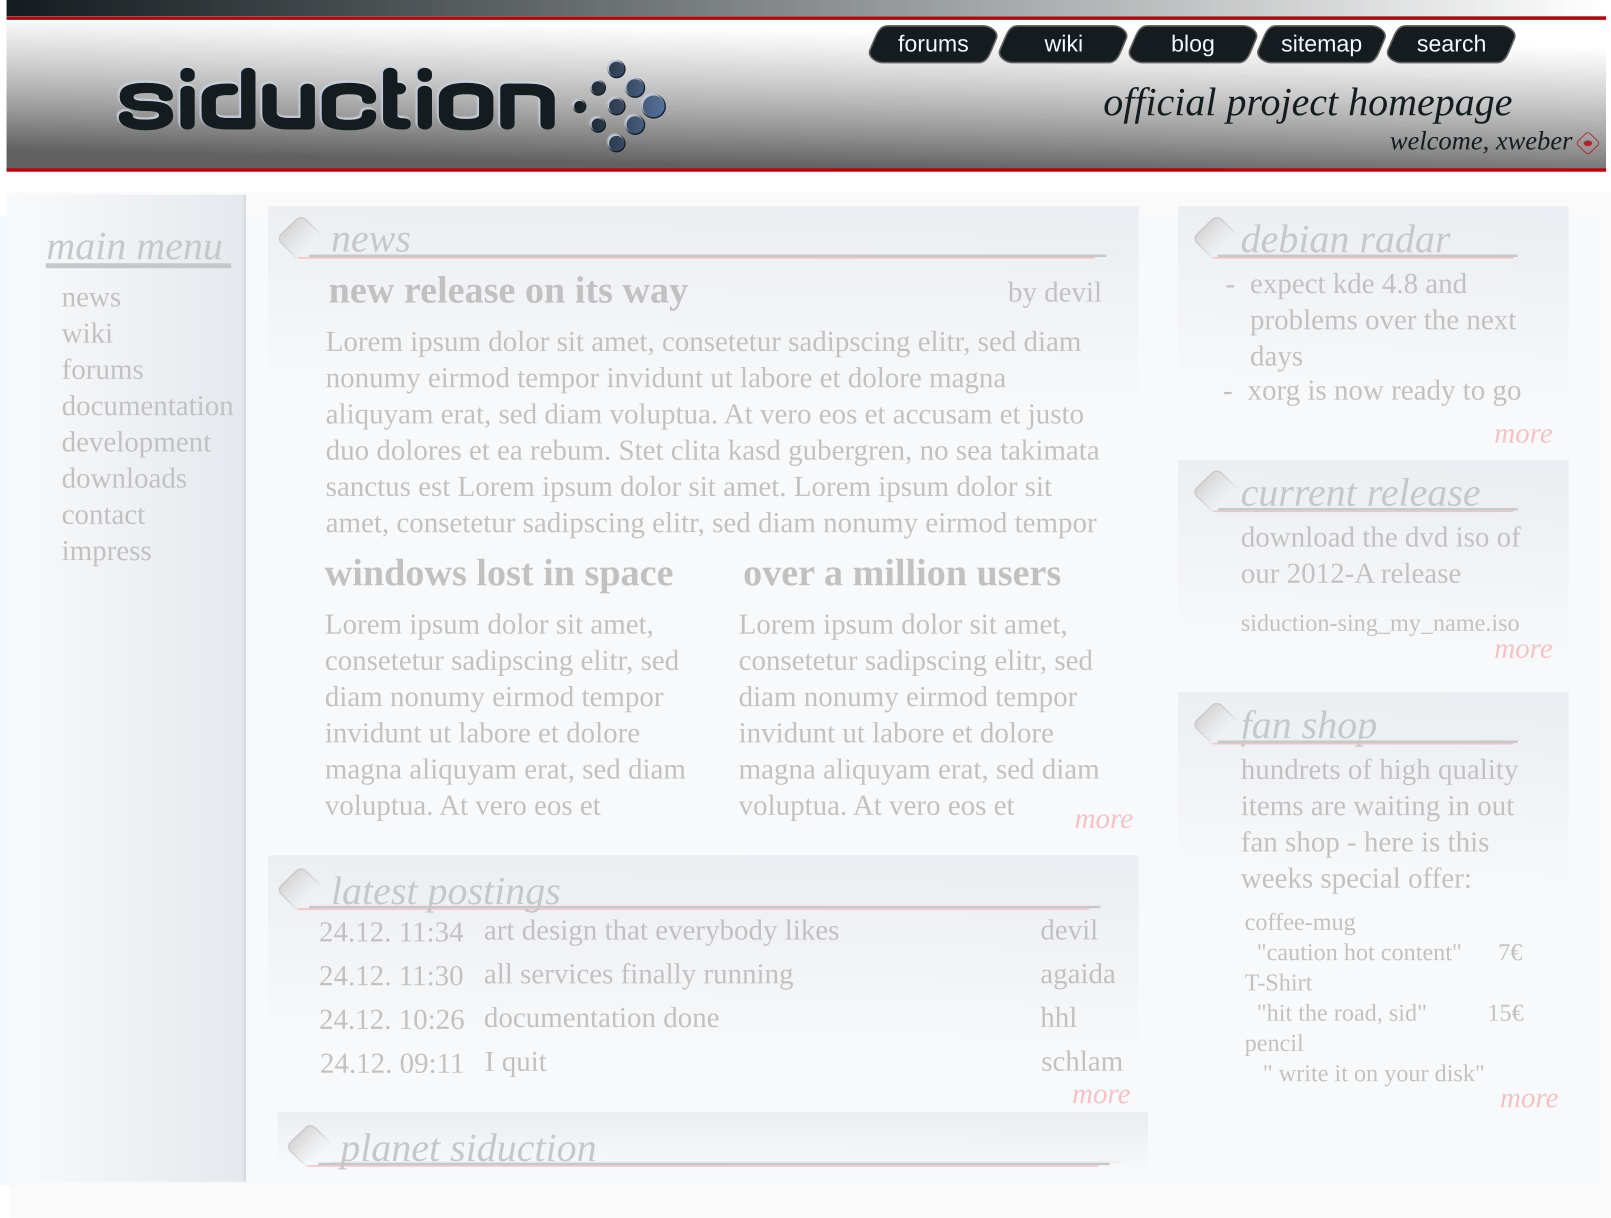 forums wiki blog sitemap search
siduction
official project homepage
welcome, xweber
main menu
news
wiki
forums
documentation
development
downloads
contact
impress
news
new release on its way by devil
Lorem ipsum dolor sit amet, consetetur sadipscing elitr, sed diam
nonumy eirmod tempor invidunt ut labore et dolore magna
aliquyam erat, sed diam voluptua. At vero eos et accusam et justo
duo dolores et ea rebum. Stet clita kasd gubergren, no sea takimata
sanctus est Lorem ipsum dolor sit amet. Lorem ipsum dolor sit
amet, consetetur sadipscing elitr, sed diam nonumy eirmod tempor
windows lost in space
Lorem ipsum dolor sit amet,
consetetur sadipscing elitr, sed
diam nonumy eirmod tempor
invidunt ut labore et dolore
magna aliquyam erat, sed diam
voluptua. At vero eos et
over a million users
Lorem ipsum dolor sit amet,
consetetur sadipscing elitr, sed
diam nonumy eirmod tempor
invidunt ut labore et dolore
magna aliquyam erat, sed diam
voluptua. At vero eos et
more
latest postings
24.12. 11:34 art design that everybody likes devil
24.12. 11:30 all services finally running agaida
24.12. 10:26 documentation done hhl
24.12. 09:11 I quit schlam
more
planet siduction
debian radar
- expect kde 4.8 and
problems over the next
days
- xorg is now ready to go
more
current release
download the dvd iso of
our 2012-A release
siduction-sing_my_name.iso
more
fan shop
hundrets of high quality
items are waiting in out
fan shop - here is this
weeks special offer:
coffee-mug
"caution hot content" 7€
T-Shirt
"hit the road, sid" 15€
pencil
" write it on your disk"
more